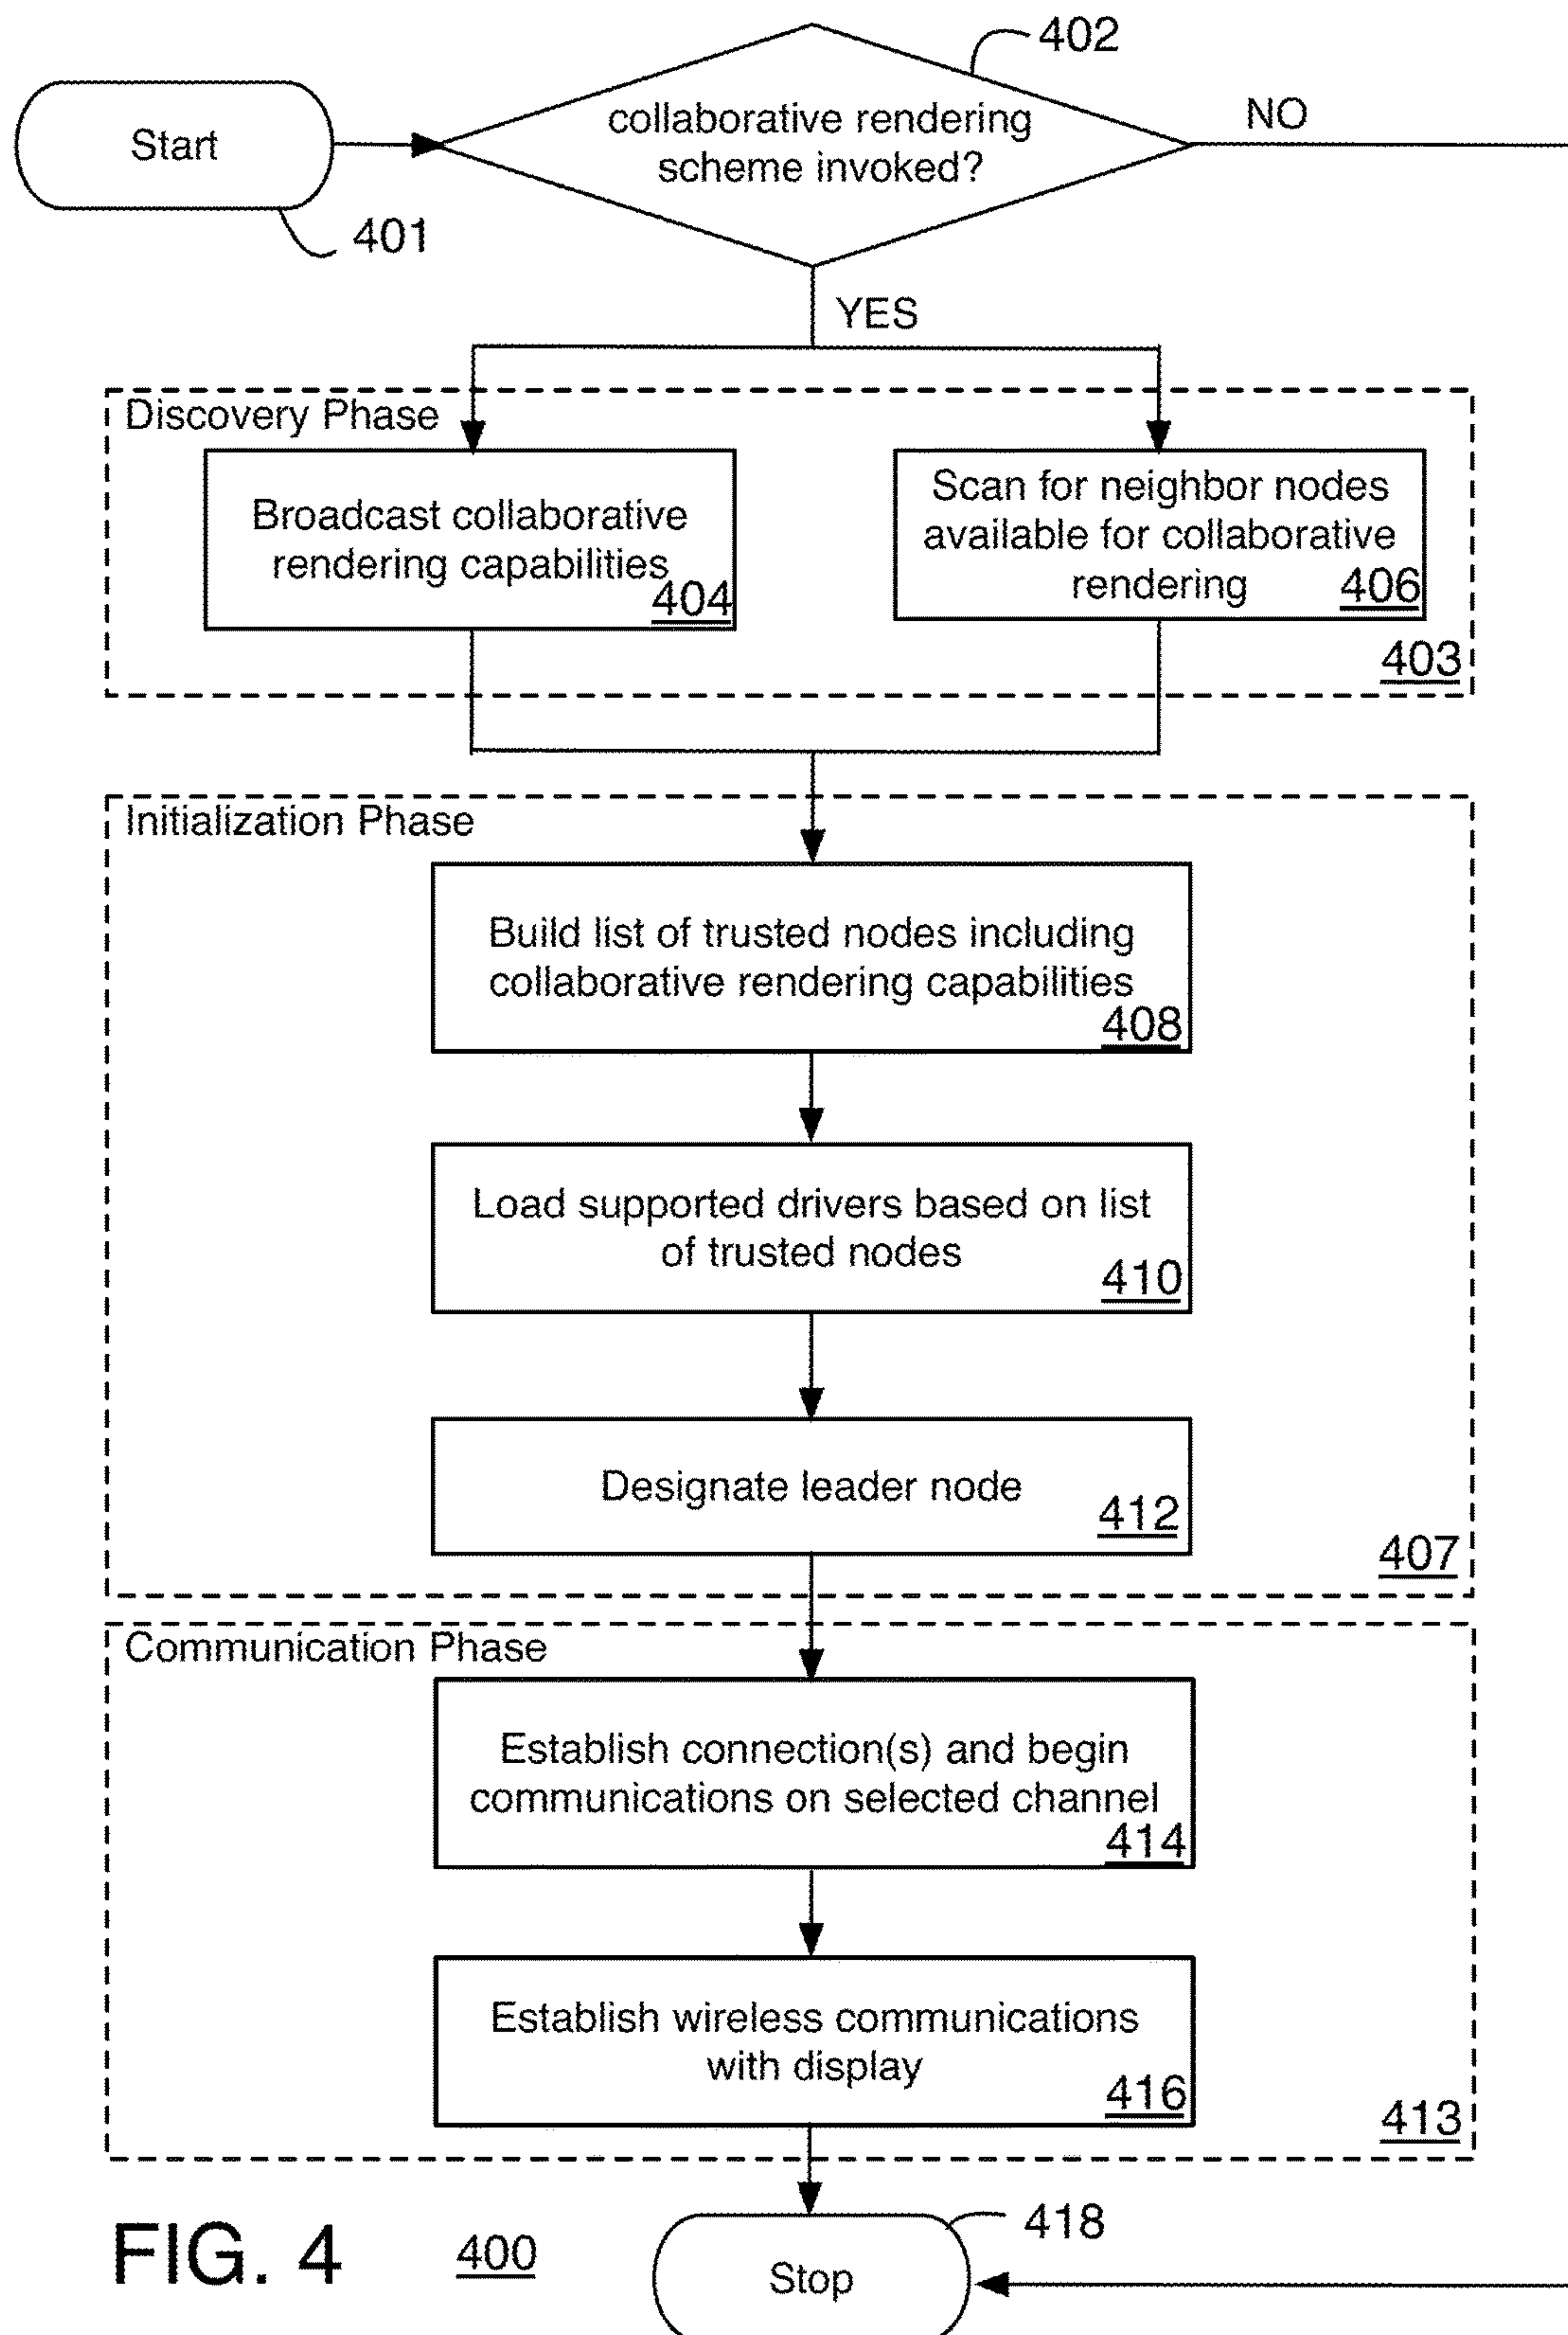 402
Start
collaborative rendering
scheme invoked?
NO
401
YES
Discovery Phase
Broadcast collaborative
rendering capabilities
404
Scan for neighbor nodes
available for collaborative
rendering
406
403
Initialization Phase
Build list of trusted nodes including
collaborative rendering capabilities
408
Load supported drivers based on list
of trusted nodes
410
Designate leader node
412
407
Communication Phase
Establish connection(s) and begin
communications on selected channel
414
Establish wireless communications
with display
416
413
FIG. 4
400
418
Stop